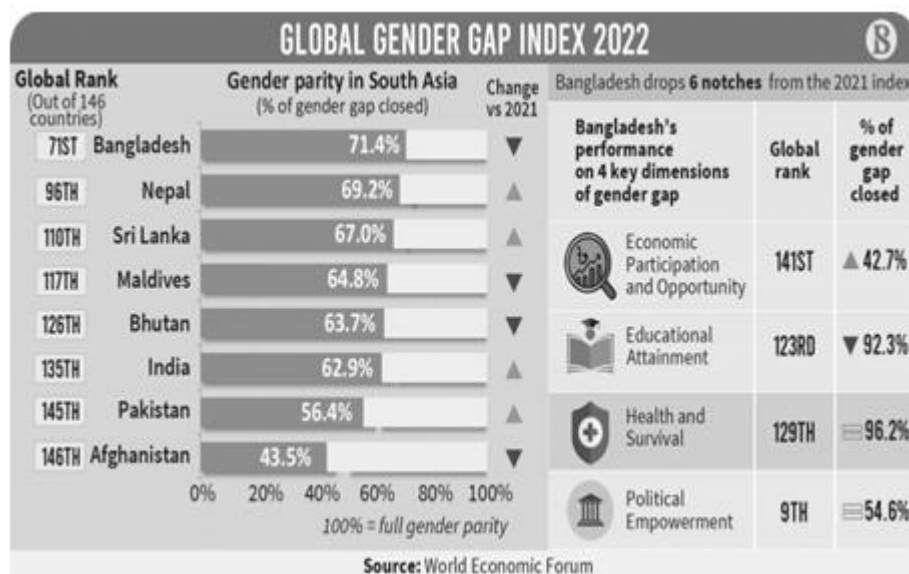 GLOBAL GENDER GAP INDEX 2022
Global Rank
(Out of 146
countries)
Gender parity in South Asia
(% of gender gap closed)
Change
vs 2021
71ST Bangladesh 71.4% ▼
96TH Nepal 69.2% ▲
110TH Sri Lanka 67.0% ▲
117TH Maldives 64.8% ▼
126TH Bhutan 63.7% ▼
135TH India 62.9% ▲
145TH Pakistan 56.4% ▲
146TH Afghanistan 43.5% ▼
0% 20% 40% 60% 80% 100%
100% = full gender parity
Bangladesh drops 6 notches from the 2021 index
Bangladesh's
performance
on 4 key dimensions
of gender gap
Global
rank
% of
gender
gap
closed
Economic
Participation
and Opportunity
141ST ▲ 42.7%
Educational
Attainment
123RD ▼ 92.3%
Health and
Survival
129TH = 96.2%
Political
Empowerment
9TH = 54.6%
Source: World Economic Forum